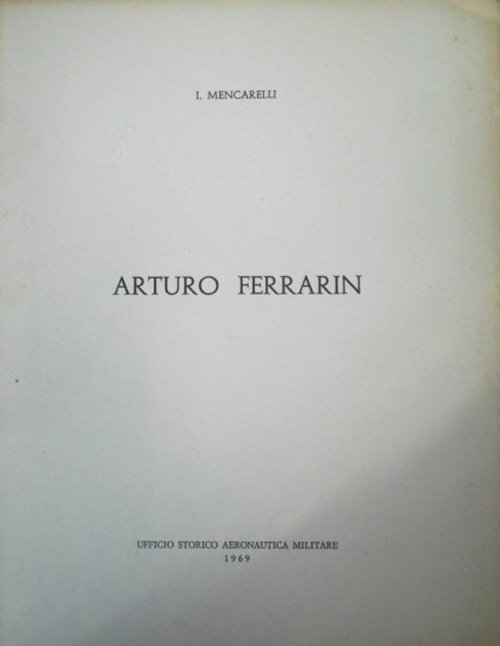 I. MENCARELLI
ARTURO FERRARIN
UFFICIO STORICO AERONAUTICA MILITARE
1969